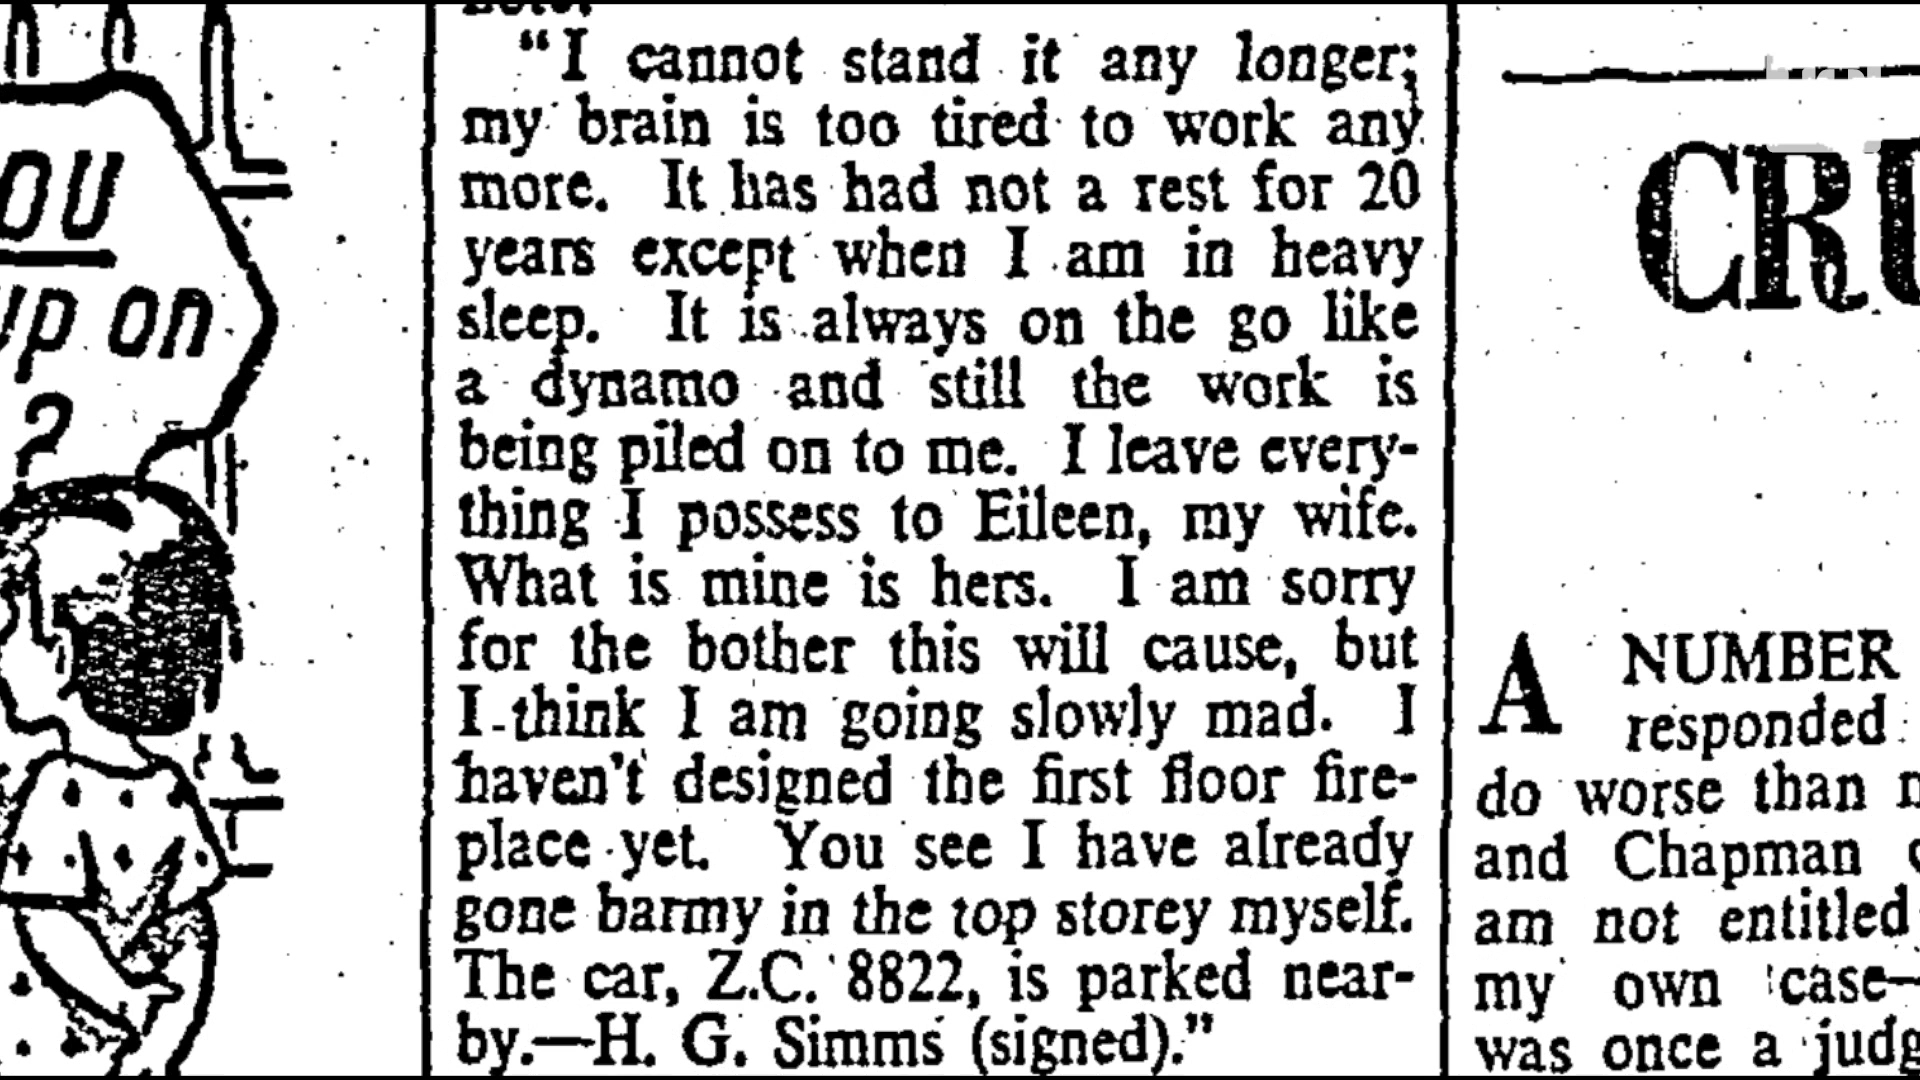 OU
up on
?
"I cannot stand it any longer;
my brain is too tired to work any
more. It has had not a rest for 20
years except when I am in heavy
sleep. It is always on the go like
a dynamo and still the work is
being piled on to me. I leave every-
thing I possess to Eileen, my wife.
What is mine is hers. I am sorry
for the bother this will cause, but
I think I am going slowly mad. I
haven't designed the first floor fire-
place yet. You see I have already
gone barmy in the top storey myself.
The car, Z.C. 8822, is parked near-
by.—H. G. Simms (signed)."
CRU
A NUMBER
responded
do worse than
and Chapman
am not entitled
my own case—
was once a judg